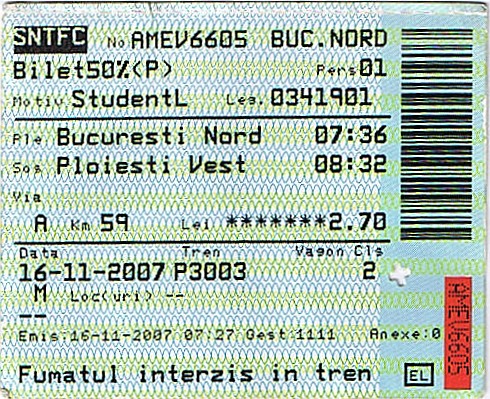 SNTFC No AMEV6605 BUC.NORD
Bilet50%(P) Pers 01
Motiv StudentL Leg. 0341901
Ple Bucuresti Nord 07:36
Sos Ploiesti Vest 08:32
Via
A Km 59 Lei *******2.70
Data Tren Vagon Cls
16-11-2007 P3003 2
M Loc(uri) --
--
Emis:16-11-2007 07:27 Gest:1111 Anexe:0
Fumatul interzis in tren EL
AMEV6605